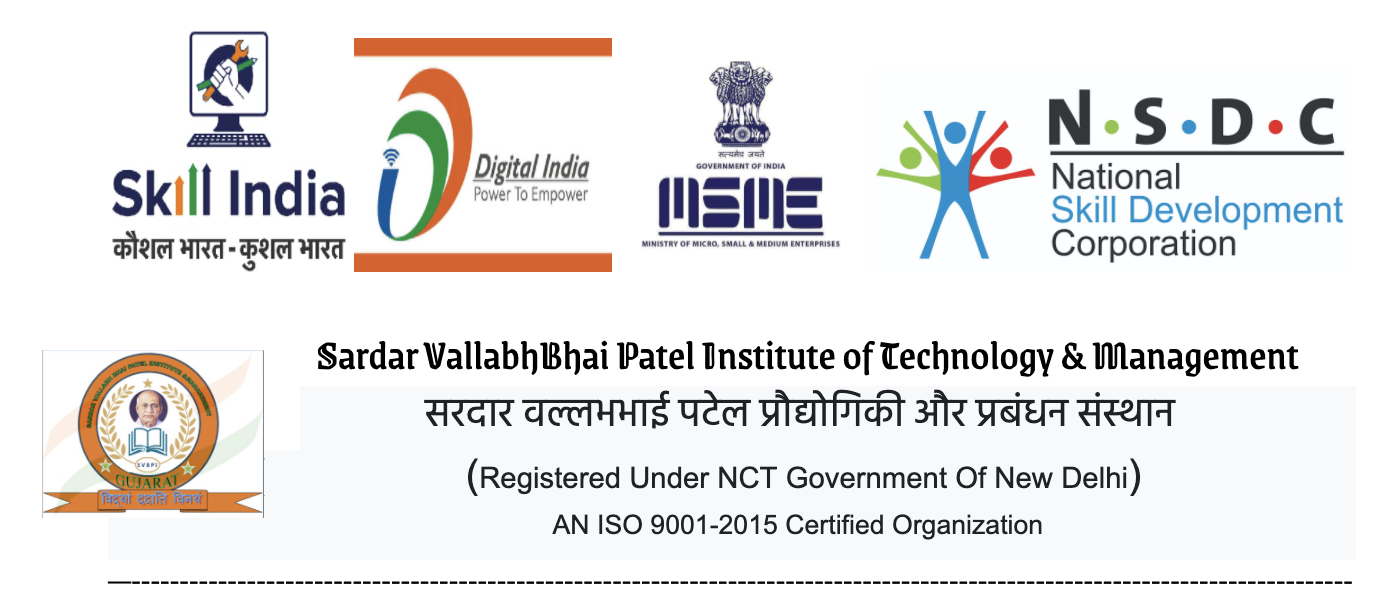 Skill India
कौशल भारत - कुशल भारत
Digital India
Power To Empower
सत्यमेव जयते
GOVERNMENT OF INDIA
MSME
MINISTRY OF MICRO, SMALL & MEDIUM ENTERPRISES
N·S·D·C
National
Skill Development
Corporation
SVBPI
GUJARAT
विद्यां ददाति विजयं
Sardar VallabhBhai Patel Institute of Technology & Management
सरदार वल्लभभाई पटेल प्रौद्योगिकी और प्रबंधन संस्थान
(Registered Under NCT Government Of New Delhi)
AN ISO 9001-2015 Certified Organization